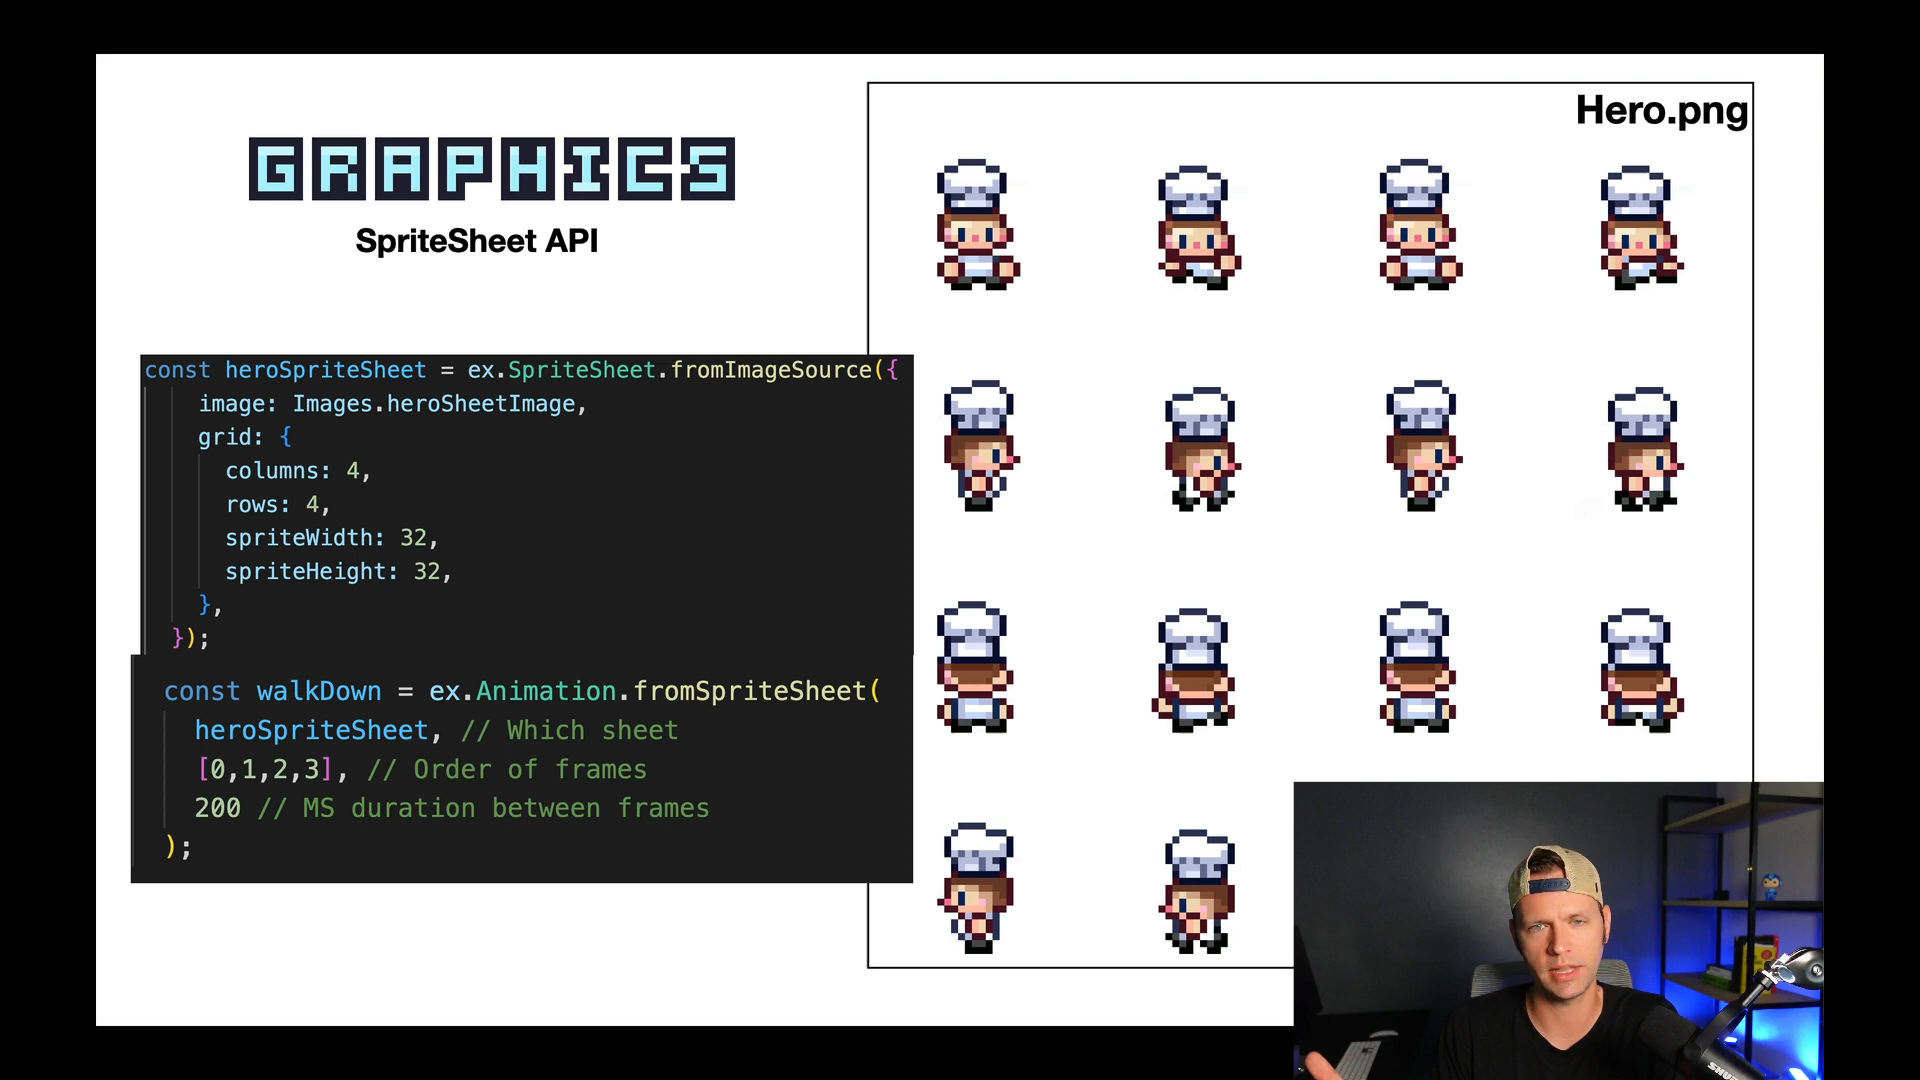 GRAPHICS
SpriteSheet API
Hero.png
const heroSpriteSheet = ex.SpriteSheet.fromImageSource({
image: Images.heroSheetImage,
grid: {
columns: 4,
rows: 4,
spriteWidth: 32,
spriteHeight: 32,
},
});
const walkDown = ex.Animation.fromSpriteSheet(
heroSpriteSheet, // Which sheet
[0,1,2,3], // Order of frames
200 // MS duration between frames
);